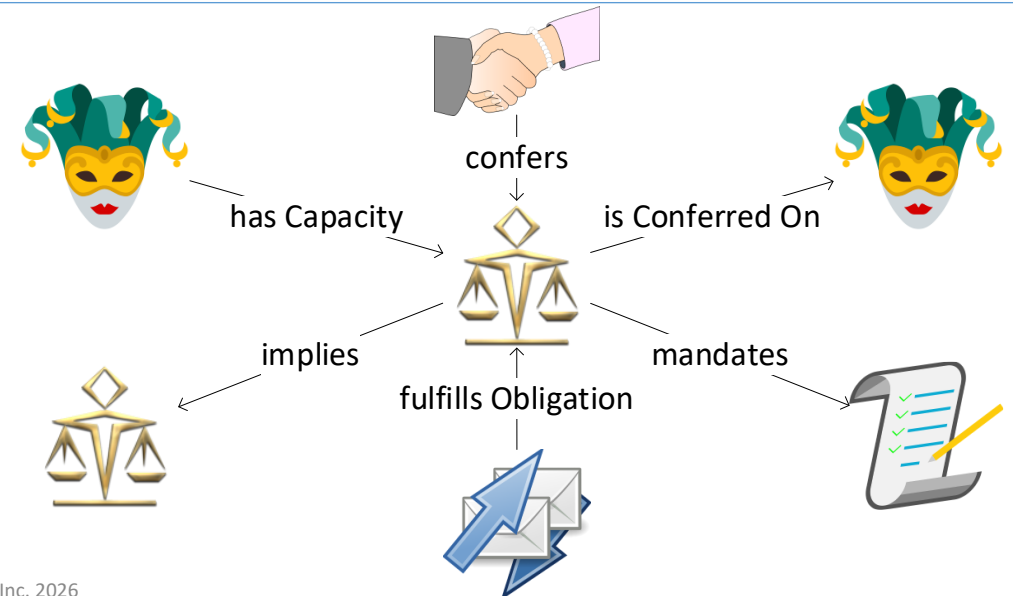 confers
has Capacity
is Conferred On
implies
mandates
fulfills Obligation
Inc. 2026